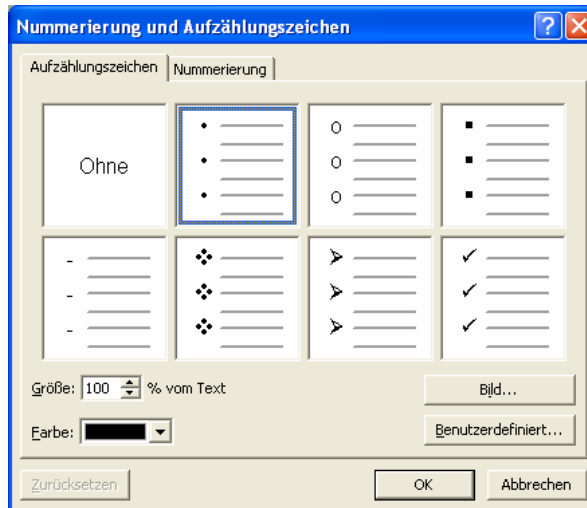 Nummerierung und Aufzählungszeichen
Aufzählungszeichen Nummerierung
Ohne
Größe: 100 % vom Text
Bild...
Farbe:
Benutzerdefiniert...
Zurücksetzen OK Abbrechen